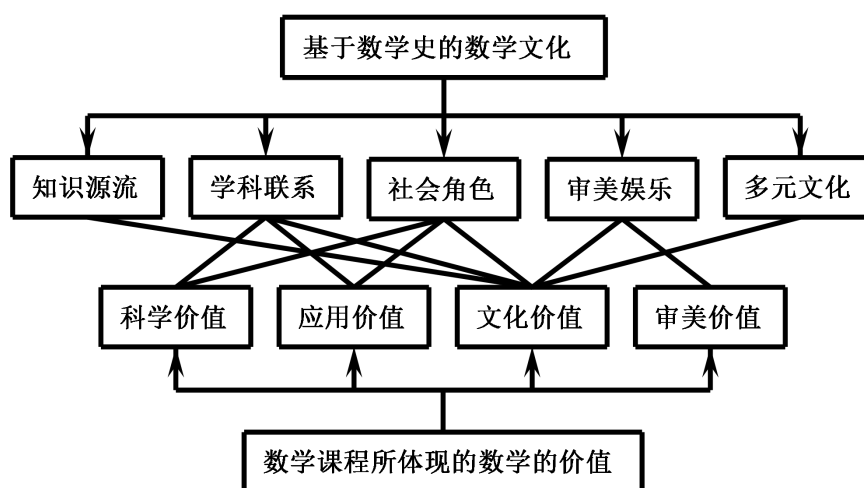 基于数学史的数学文化
知识源流
学科联系
社会角色
审美娱乐
多元文化
科学价值
应用价值
文化价值
审美价值
数学课程所体现的数学的价值